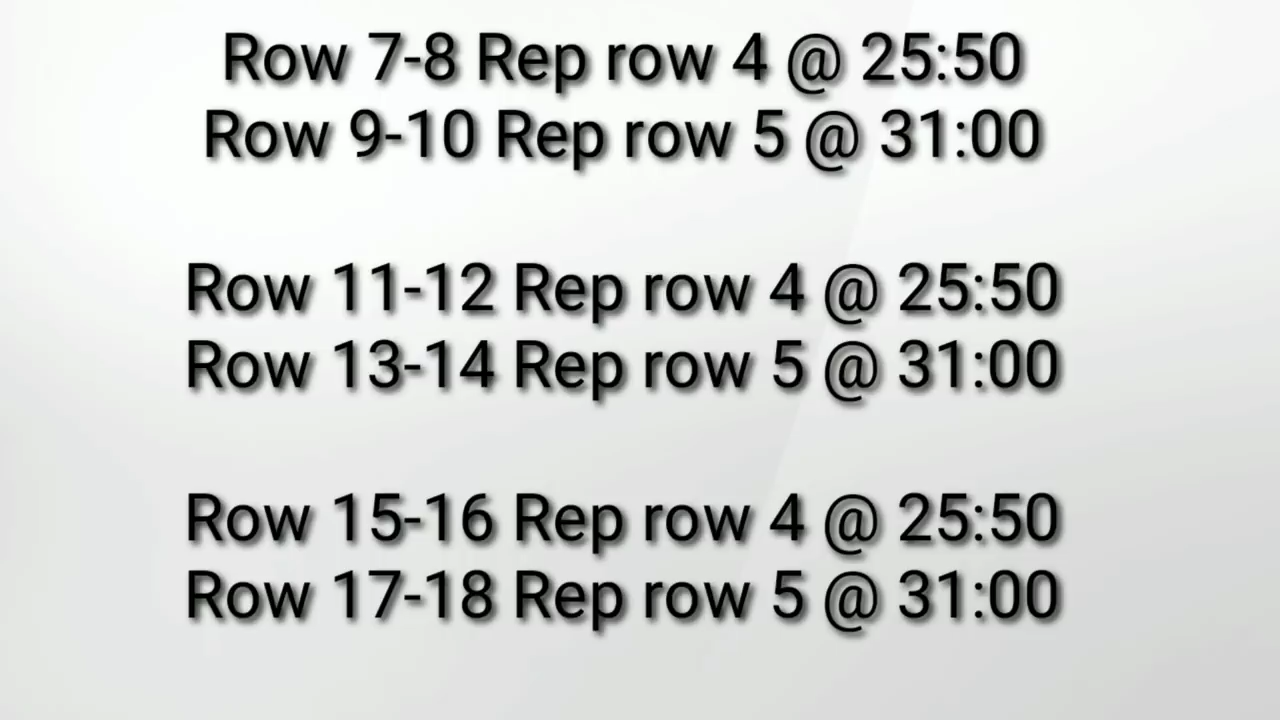 Row 7-8 Rep row 4 @ 25:50
Row 9-10 Rep row 5 @ 31:00
Row 11-12 Rep row 4 @ 25:50
Row 13-14 Rep row 5 @ 31:00
Row 15-16 Rep row 4 @ 25:50
Row 17-18 Rep row 5 @ 31:00